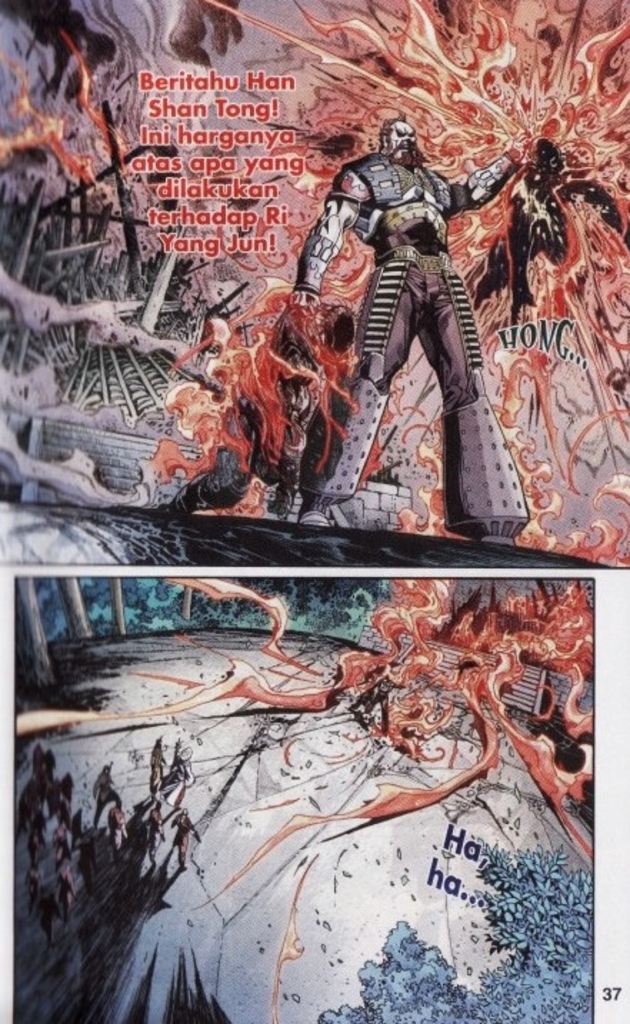 Beritahu Han
Shan Tong!
Ini harganya
atas apa yang
dilakukan
terhadap Ri
Yang Jun!
HONG...
Ha,
ha...
37